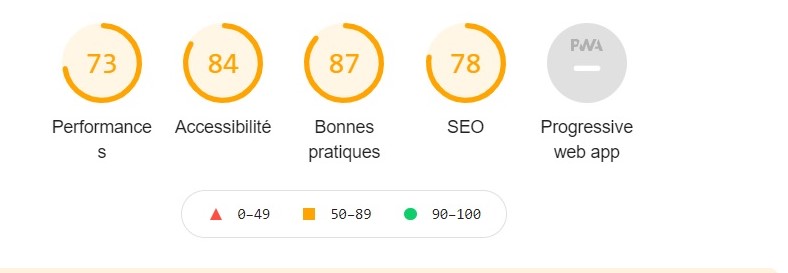 73 84 87 78 PWA
Performance Accessibilité Bonnes SEO Progressive
s pratiques web app
0–49 50–89 90–100